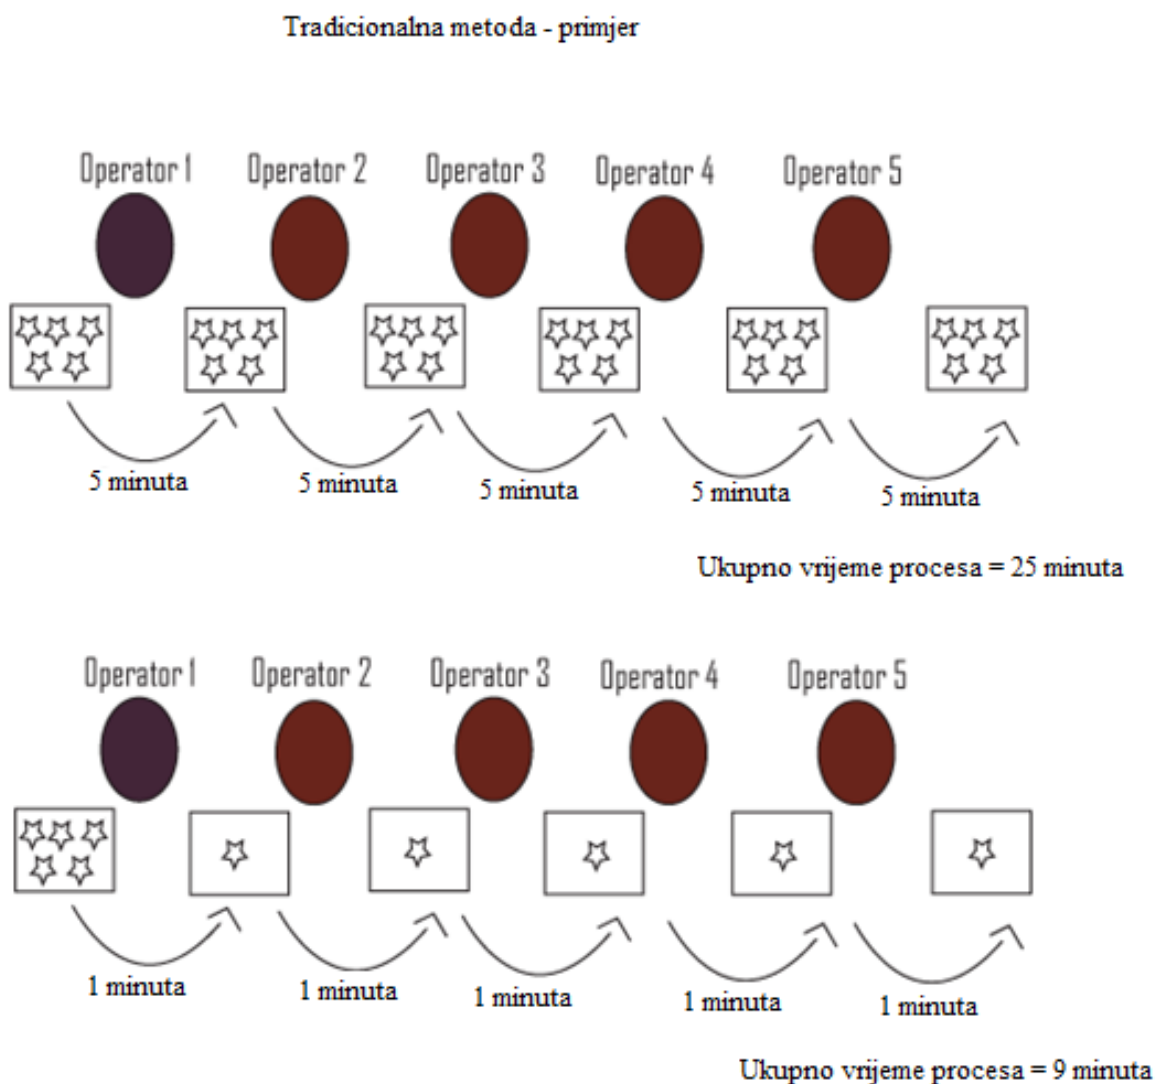 Tradicionalna metoda - primjer
Operator 1 Operator 2 Operator 3 Operator 4 Operator 5
5 minuta 5 minuta 5 minuta 5 minuta 5 minuta
Ukupno vrijeme procesa = 25 minuta
Operator 1 Operator 2 Operator 3 Operator 4 Operator 5
1 minuta 1 minuta 1 minuta 1 minuta 1 minuta
Ukupno vrijeme procesa = 9 minuta